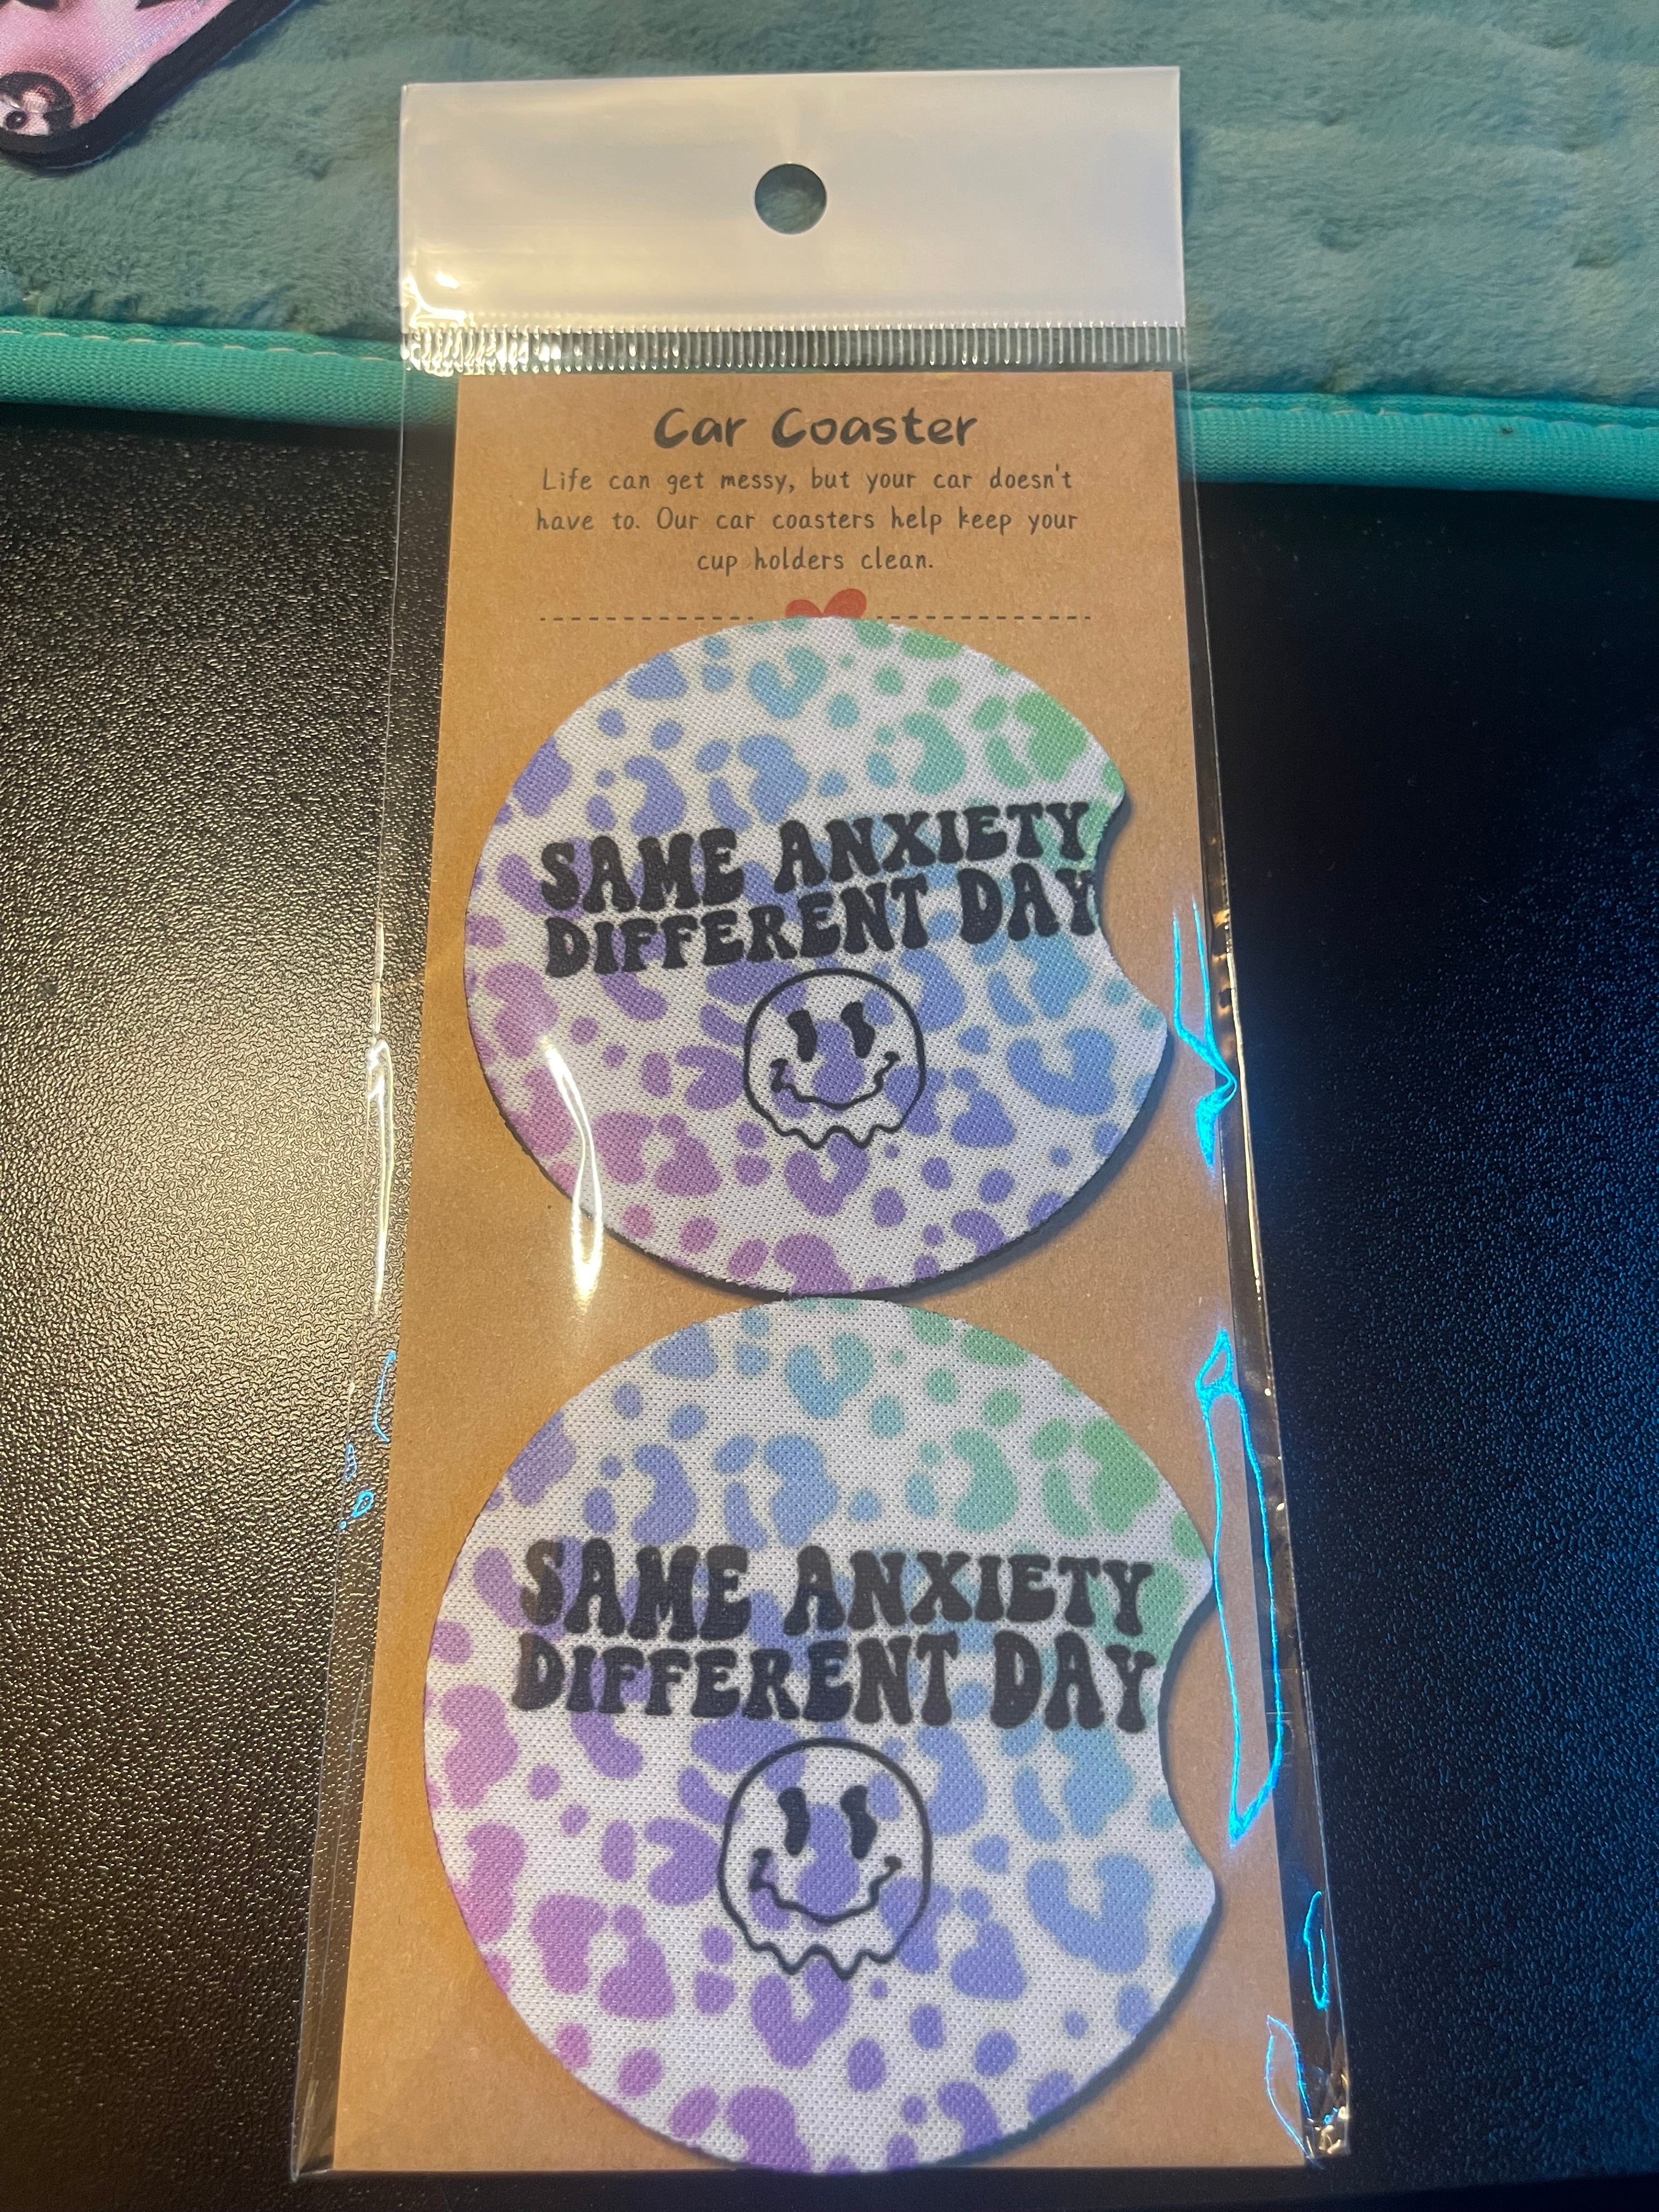 Car Coaster
Life can get messy, but your car doesn't
have to. Our car coasters help keep your
cup holders clean.
SAME ANXIETY
DIFFERENT DAY
SAME ANXIETY
DIFFERENT DAY